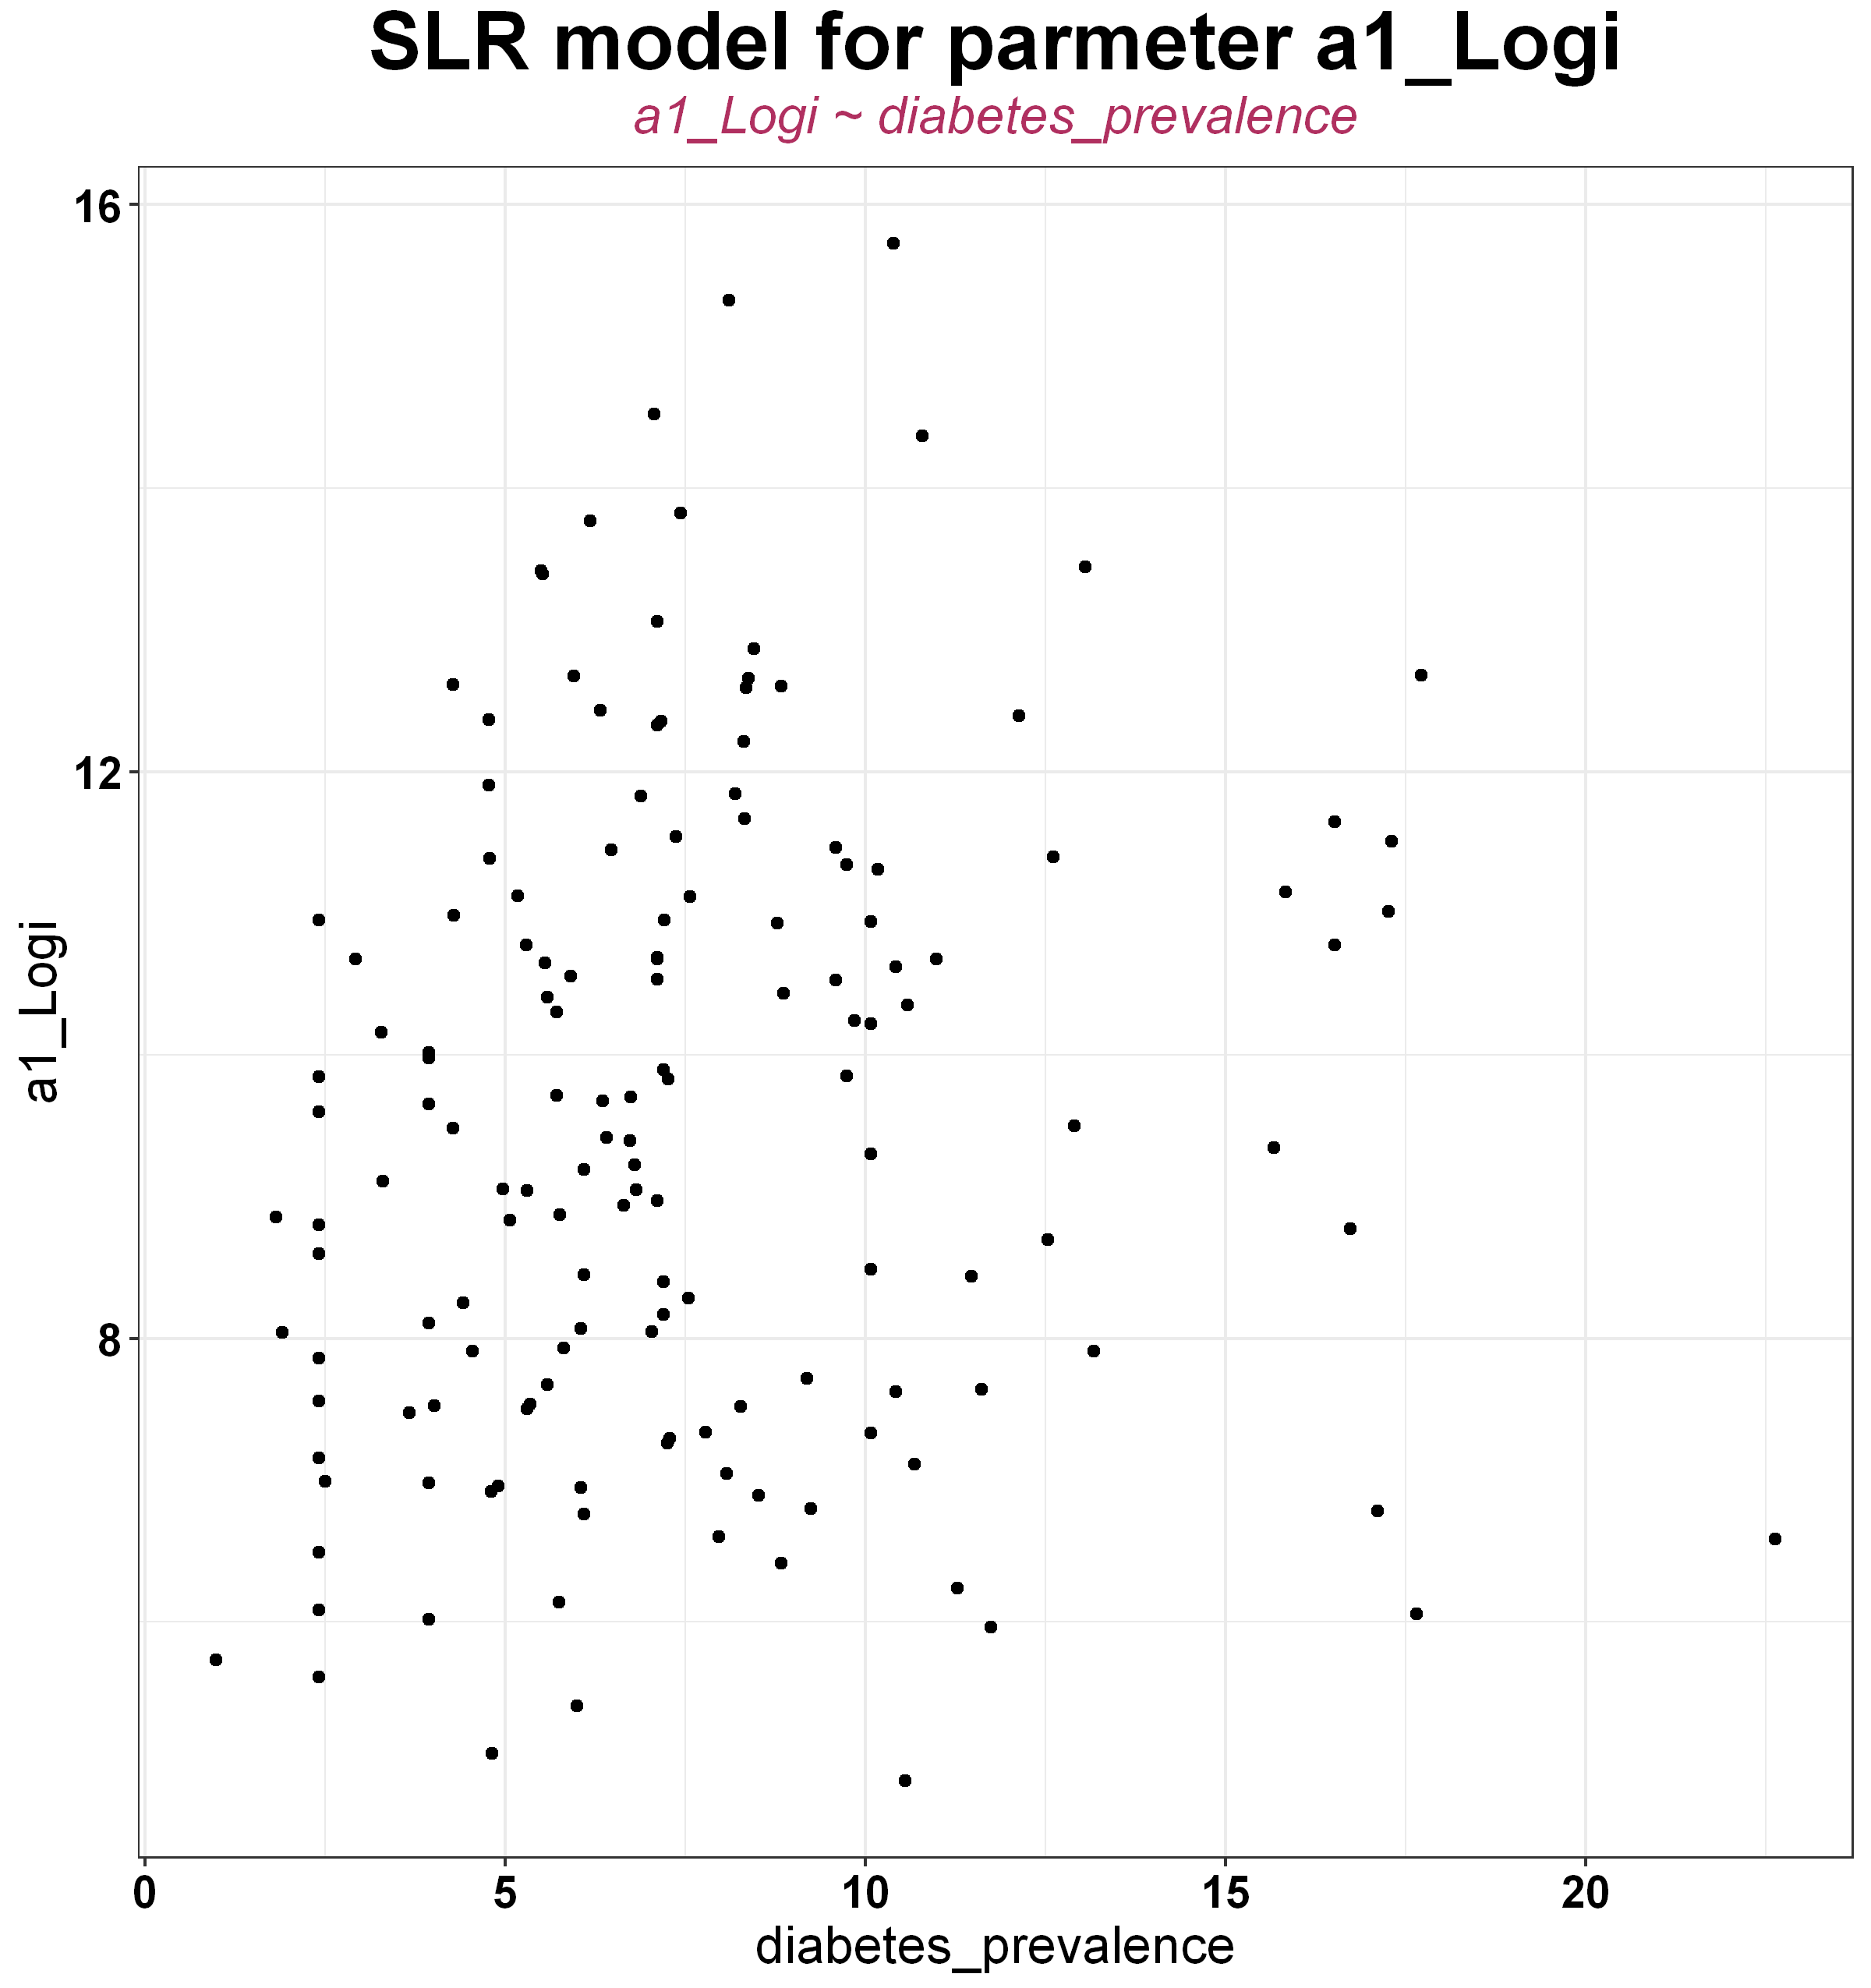 SLR model for parmeter a1_Logi
a1_Logi ~ diabetes_prevalence
16
12
8
a1_Logi
0 5 10 15 20
diabetes_prevalence